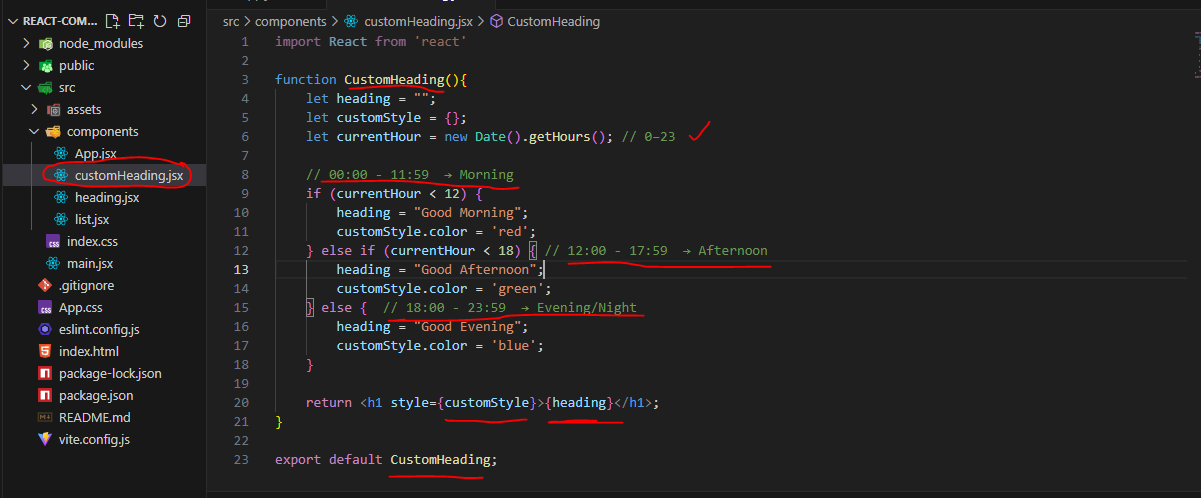 REACT-COM...
node_modules
public
src
assets
components
App.jsx
customHeading.jsx
heading.jsx
list.jsx
index.css
main.jsx
.gitignore
App.css
eslint.config.js
index.html
package-lock.json
package.json
README.md
vite.config.js
src > components > customHeading.jsx > CustomHeading
1 import React from 'react'
2
3 function CustomHeading(){
4 let heading = "";
5 let customStyle = {};
6 let currentHour = new Date().getHours(); // 0–23
7
8 // 00:00 - 11:59 → Morning
9 if (currentHour < 12) {
10 heading = "Good Morning";
11 customStyle.color = 'red';
12 } else if (currentHour < 18) { // 12:00 - 17:59 → Afternoon
13 heading = "Good Afternoon";
14 customStyle.color = 'green';
15 } else { // 18:00 - 23:59 → Evening/Night
16 heading = "Good Evening";
17 customStyle.color = 'blue';
18 }
19
20 return <h1 style={customStyle}>{heading}</h1>;
21 }
22
23 export default CustomHeading;